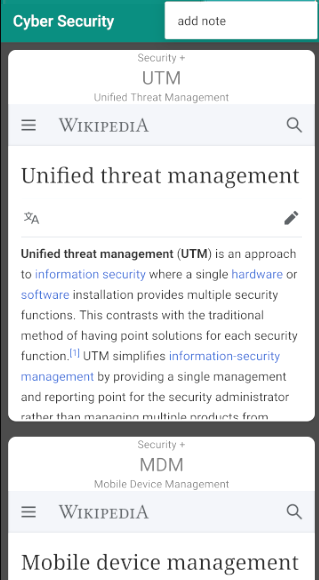 Cyber Security
add note
Security +
UTM
Unified Threat Management
WIKIPEDIA
Unified threat management
Unified threat management (UTM) is an approach
to information security where a single hardware or
software installation provides multiple security
functions. This contrasts with the traditional
method of having point solutions for each security
function.[1] UTM simplifies information-security
management by providing a single management
and reporting point for the security administrator
rather than managing multiple products from
Security +
MDM
Mobile Device Management
WIKIPEDIA
Mobile device management